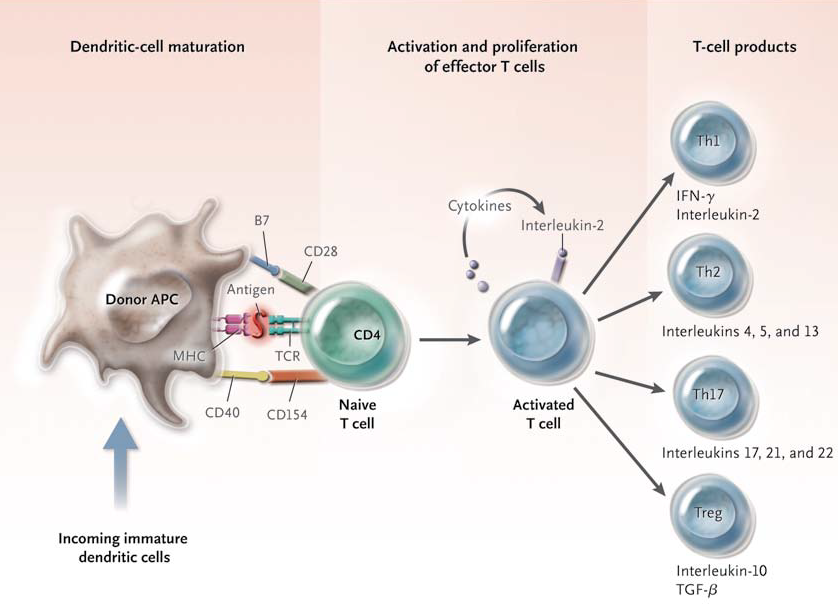 Dendritic-cell maturation
Activation and proliferation
of effector T cells
T-cell products
B7
CD28
Antigen
Donor APC
MHC
TCR
CD4
CD40
CD154
Naive
T cell
Incoming immature
dendritic cells
Cytokines
Interleukin-2
Activated
T cell
Th1
IFN-γ
Interleukin-2
Th2
Interleukins 4, 5, and 13
Th17
Interleukins 17, 21, and 22
Treg
Interleukin-10
TGF-β